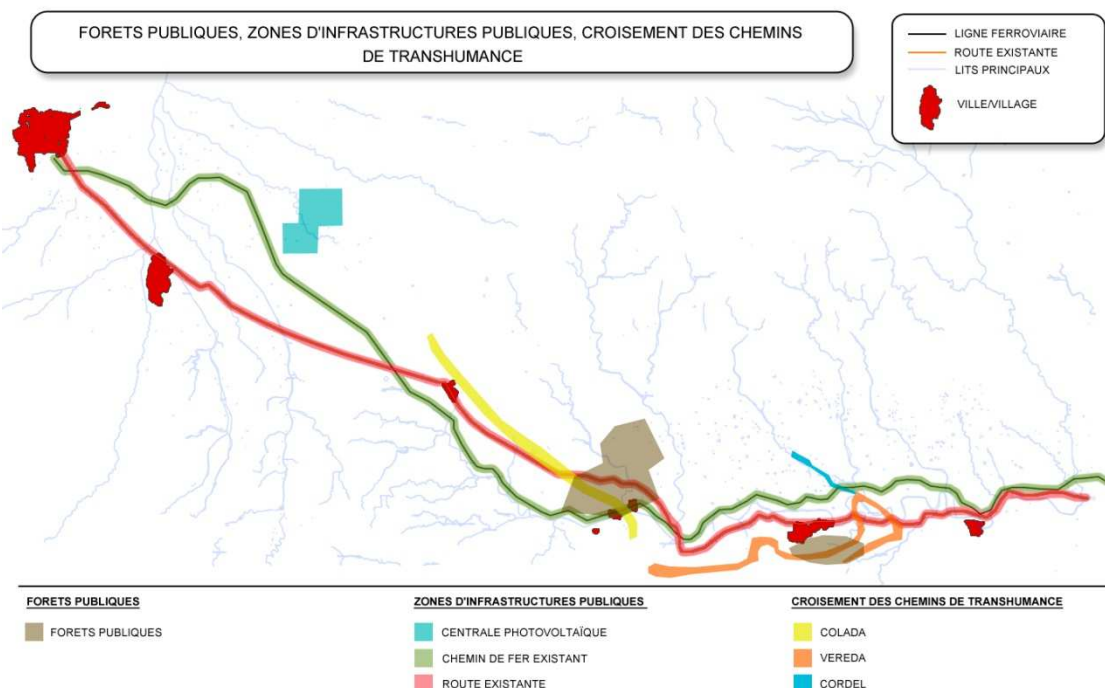 FORETS PUBLIQUES, ZONES D'INFRASTRUCTURES PUBLIQUES, CROISEMENT DES CHEMINS
DE TRANSHUMANCE
LIGNE FERROVIAIRE
ROUTE EXISTANTE
LITS PRINCIPAUX
VILLE/VILLAGE
FORETS PUBLIQUES
FORETS PUBLIQUES
ZONES D'INFRASTRUCTURES PUBLIQUES
CENTRALE PHOTOVOLTAÏQUE
CHEMIN DE FER EXISTANT
ROUTE EXISTANTE
CROISEMENT DES CHEMINS DE TRANSHUMANCE
COLADA
VEREDA
CORDEL